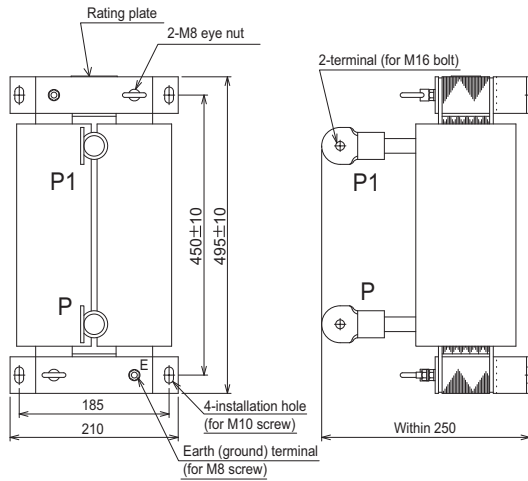 Rating plate
2-M8 eye nut
2-terminal (for M16 bolt)
P1
P1
450±10
495±10
P
P
E
185
4-installation hole
(for M10 screw)
210
Within 250
Earth (ground) terminal
(for M8 screw)